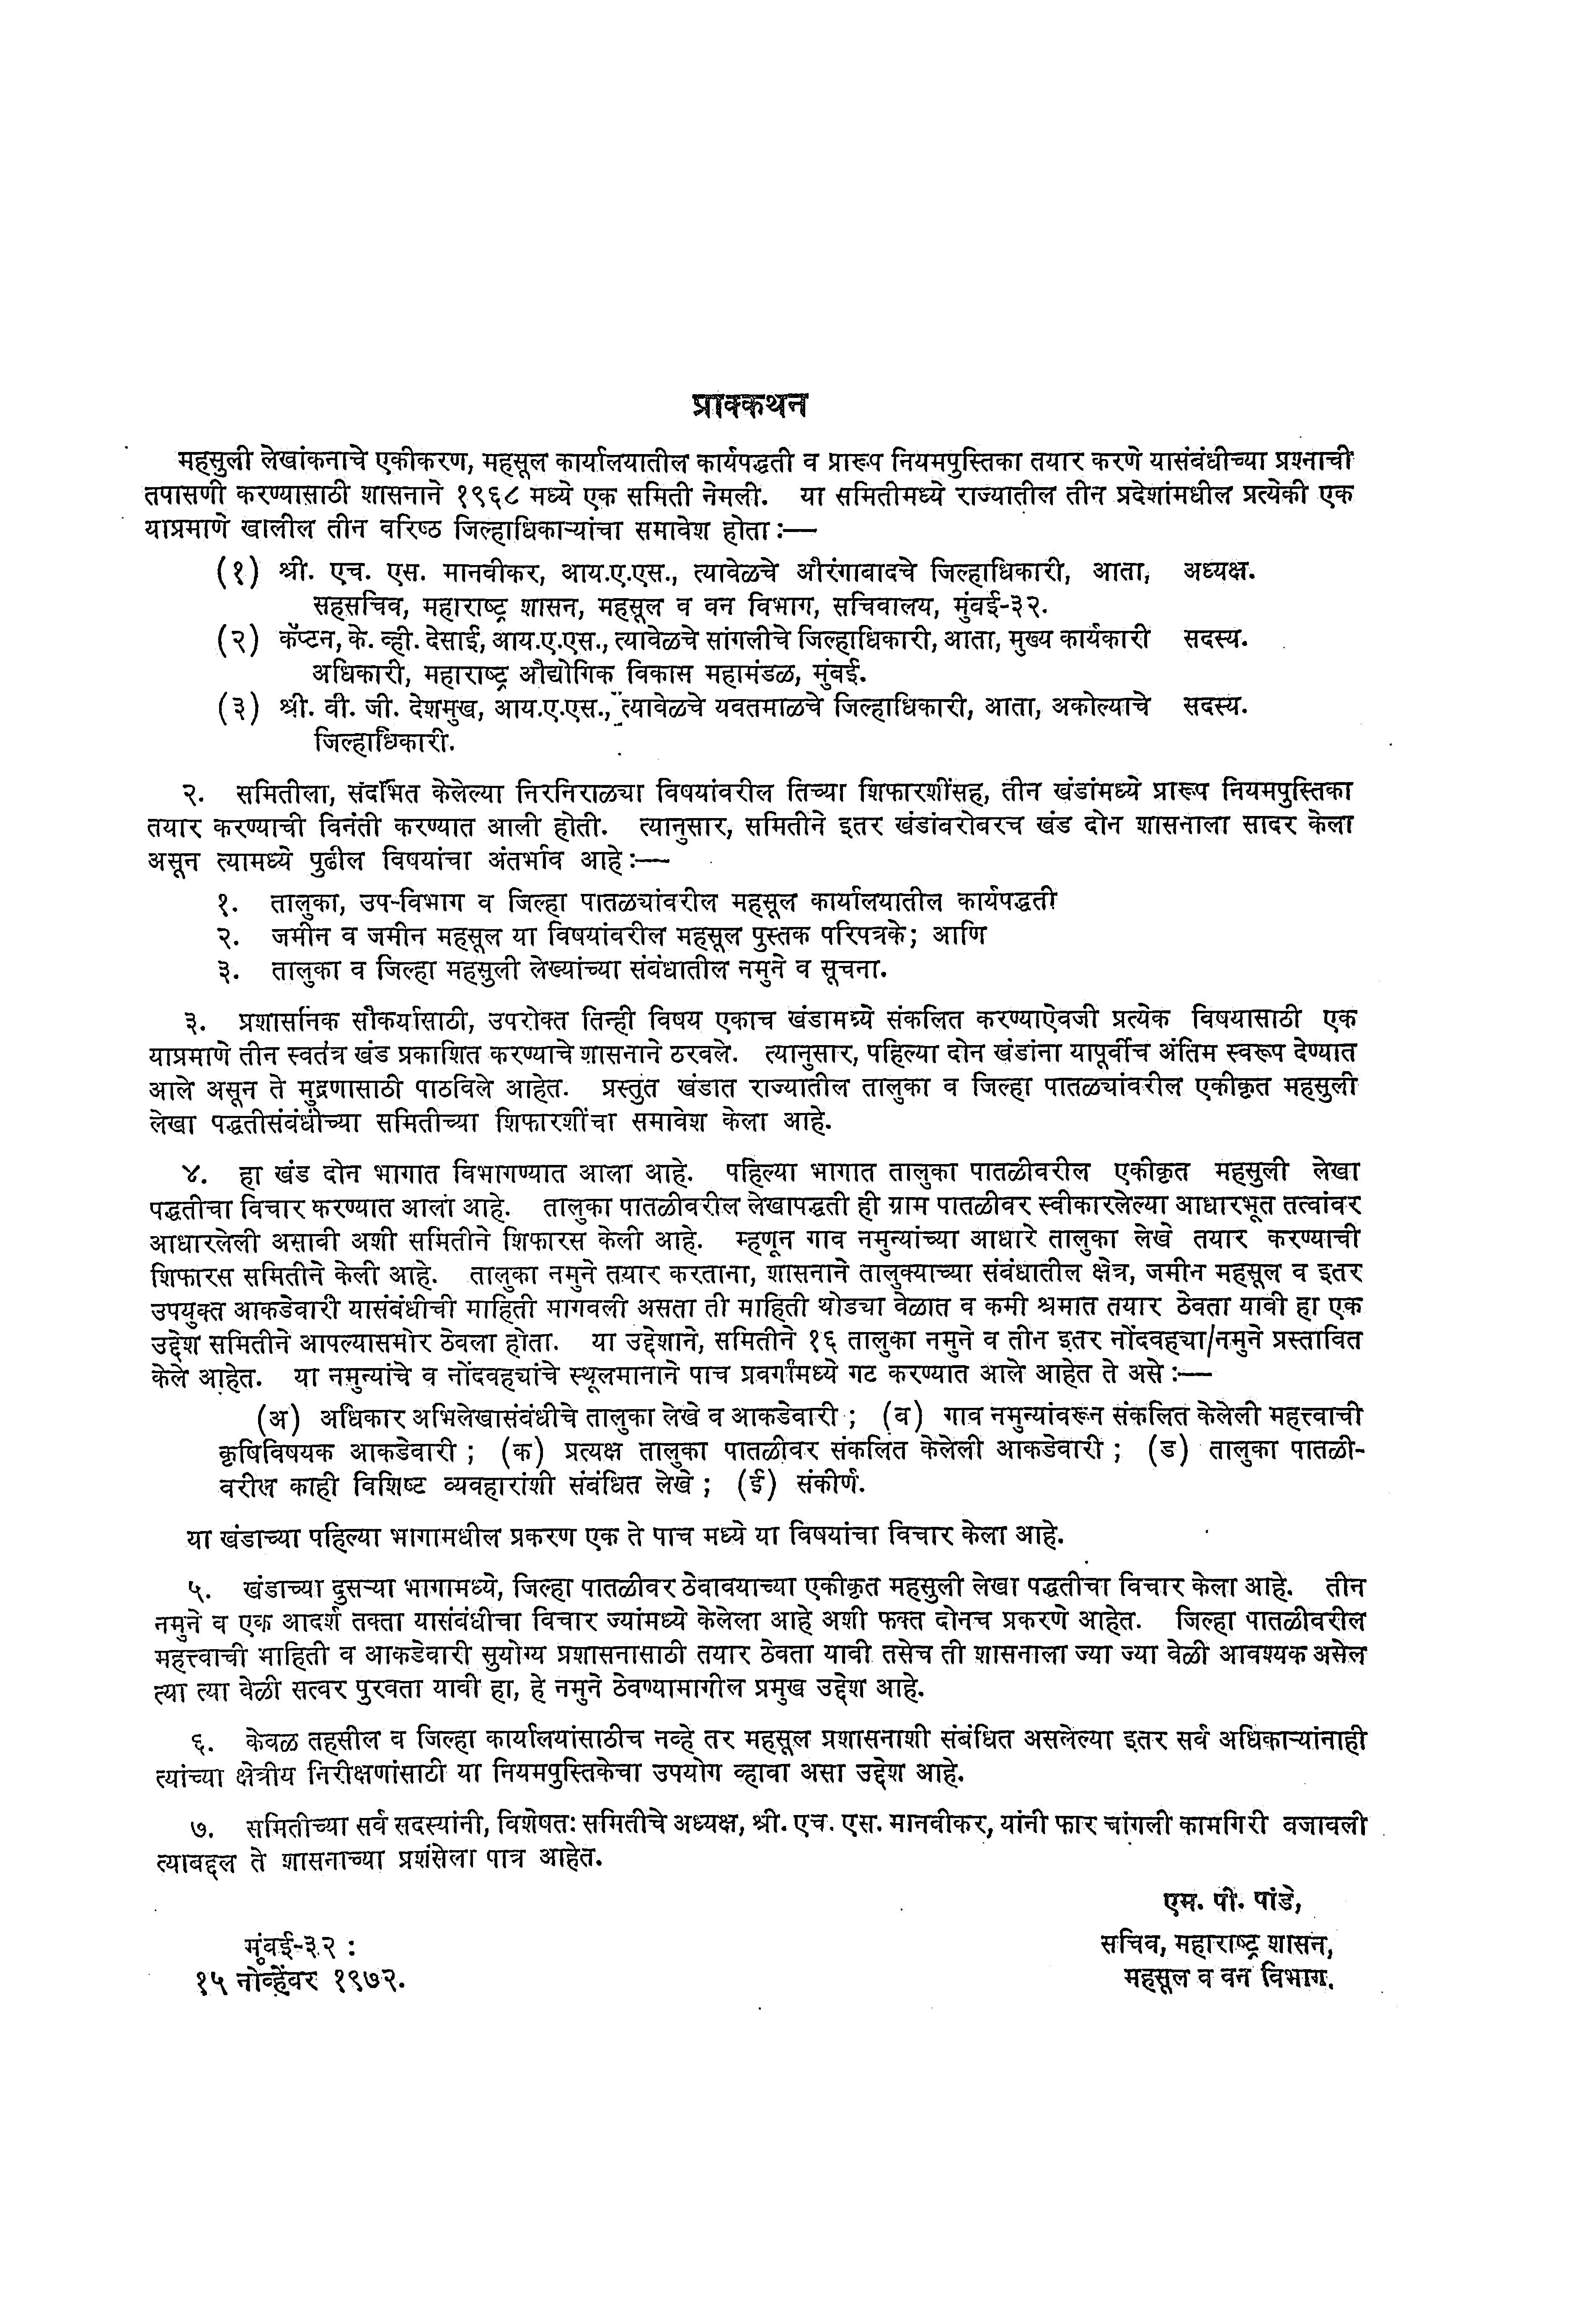 प्राक्कथन
महसुली लेखांकनाचे एकीकरण, महसूल कार्यालयातील कार्यपद्धती व प्रारूप नियमपुस्तिका तयार करणे यासंबंधीच्या प्रश्नाची
तपासणी करण्यासाठी शासनाने १९६८ मध्ये एक समिती नेमली. या समितीमध्ये राज्यातील तीन प्रदेशांमधील प्रत्येकी एक
याप्रमाणे खालील तीन वरिष्ठ जिल्हाधिकाऱ्यांचा समावेश होता :—
(१) श्री. एच. एस. मानवीकर, आय.ए.एस., त्यावेळचे औरंगाबादचे जिल्हाधिकारी, आता, अध्यक्ष.
सहसचिव, महाराष्ट्र शासन, महसूल व वन विभाग, सचिवालय, मुंबई-३२.
(२) कॅप्टन, के. व्ही. देसाई, आय.ए.एस., त्यावेळचे सांगलीचे जिल्हाधिकारी, आता, मुख्य कार्यकारी सदस्य.
अधिकारी, महाराष्ट्र औद्योगिक विकास महामंडळ, मुंबई.
(३) श्री. वी. जी. देशमुख, आय.ए.एस., त्यावेळचे यवतमाळचे जिल्हाधिकारी, आता, अकोल्याचे सदस्य.
जिल्हाधिकारी.
२. समितीला, संदर्भित केलेल्या निरनिराळ्या विषयांवरील तिच्या शिफारशींसह, तीन खंडांमध्ये प्रारूप नियमपुस्तिका
तयार करण्याची विनंती करण्यात आली होती. त्यानुसार, समितीने इतर खंडांवरोबरच खंड दोन शासनाला सादर केला
असून त्यामध्ये पुढील विषयांचा अंतर्भाव आहे :—
१. तालुका, उप-विभाग व जिल्हा पातळ्यांवरील महसूल कार्यालयातील कार्यपद्धती
२. जमीन व जमीन महसूल या विषयांवरील महसूल पुस्तक परिपत्रके; आणि
३. तालुका व जिल्हा महसुली लेख्यांच्या संबंधातील नमुने व सूचना.
३. प्रशासनिक सौकर्यासाठी, उपरोक्त तिन्ही विषय एकाच खंडामध्ये संकलित करण्याऐवजी प्रत्येक विषयासाठी एक
याप्रमाणे तीन स्वतंत्र खंड प्रकाशित करण्याचे शासनाने ठरवले. त्यानुसार, पहिल्या दोन खंडांना यापूर्वीच अंतिम स्वरूप देण्यात
आले असून ते मुद्रणासाठी पाठविले आहेत. प्रस्तुत खंडात राज्यातील तालुका व जिल्हा पातळ्यांवरील एकीकृत महसुली
लेखा पद्धतीसंबंधीच्या समितीच्या शिफारशींचा समावेश केला आहे.
४. हा खंड दोन भागात विभागण्यात आला आहे. पहिल्या भागात तालुका पातळीवरील एकीकृत महसुली लेखा
पद्धतीचा विचार करण्यात आला आहे. तालुका पातळीवरील लेखापद्धती ही ग्राम पातळीवर स्वीकारलेल्या आधारभूत तत्वांवर
आधारलेली असावी अशी समितीने शिफारस केली आहे. म्हणून गाव नमुन्यांच्या आधारे तालुका लेखे तयार करण्याची
शिफारस समितीने केली आहे. तालुका नमुने तयार करताना, शासनाने तालुक्याच्या संबंधातील क्षेत्र, जमीन महसूल व इतर
उपयुक्त आकडेवारी यासंबंधीची माहिती मागवली असता ती माहिती थोड्या वेळात व कमी श्रमात तयार ठेवता यावी हा एक
उद्देश समितीने आपल्यासमोर ठेवला होता. या उद्देशाने, समितीने १६ तालुका नमुने व तीन इतर नोंदवह्या/नमुने प्रस्तावित
केले आहेत. या नमुन्यांचे व नोंदवह्यांचे स्थूलमानाने पाच प्रवर्गांमध्ये गट करण्यात आले आहेत ते असे :—
(अ) अधिकार अभिलेखासंबंधीचे तालुका लेखे व आकडेवारी ; (ब) गाव नमुन्यांवरून संकलित केलेली महत्त्वाची
कृषिविषयक आकडेवारी ; (क) प्रत्यक्ष तालुका पातळीवर संकलित केलेली आकडेवारी ; (ड) तालुका पातळी-
वरील काही विशिष्ट व्यवहारांशी संबंधित लेखे ; (ई) संकीर्ण.
या खंडाच्या पहिल्या भागामधील प्रकरण एक ते पाच मध्ये या विषयांचा विचार केला आहे.
५. खंडाच्या दुसऱ्या भागामध्ये, जिल्हा पातळीवर ठेवावयाच्या एकीकृत महसुली लेखा पद्धतीचा विचार केला आहे. तीन
नमुने व एक आदर्श तक्ता यासंबंधीचा विचार ज्यांमध्ये केलेला आहे अशी फक्त दोनच प्रकरणे आहेत. जिल्हा पातळीवरील
महत्त्वाची माहिती व आकडेवारी सुयोग्य प्रशासनासाठी तयार ठेवता यावी तसेच ती शासनाला ज्या ज्या वेळी आवश्यक असेल
त्या त्या वेळी सत्वर पुरवता यावी हा, हे नमुने ठेवण्यामागील प्रमुख उद्देश आहे.
६. केवळ तहसील व जिल्हा कार्यालयांसाठीच नव्हे तर महसूल प्रशासनाशी संबंधित असलेल्या इतर सर्व अधिकाऱ्यांनाही
त्यांच्या क्षेत्रीय निरीक्षणांसाठी या नियमपुस्तिकेचा उपयोग व्हावा असा उद्देश आहे.
७. समितीच्या सर्व सदस्यांनी, विशेषतः समितीचे अध्यक्ष, श्री. एच. एस. मानवीकर, यांनी फार चांगली कामगिरी वजावली
त्याबद्दल ते शासनाच्या प्रशंसेला पात्र आहेत.
एम. पी. पांडे,
मुंवई-३२ : सचिव, महाराष्ट्र शासन,
१५ नोव्हेंवर १९७२. महसूल व वन विभाग.